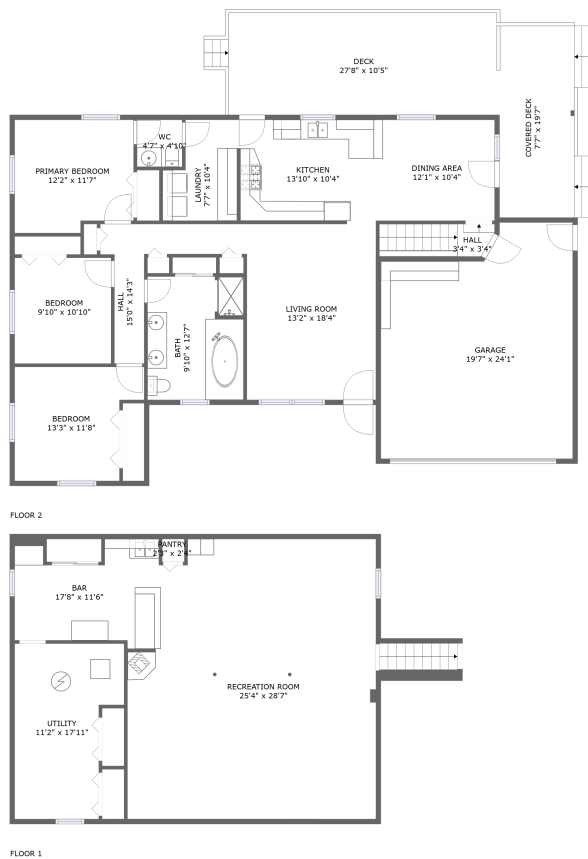 DECK
27'8" x 10'5"
COVERED DECK
7'7" x 19'7"
WC
4'7" x 4'10"
PRIMARY BEDROOM
12'2" x 11'7"
LAUNDRY
7'7" x 10'4"
KITCHEN
13'10" x 10'4"
DINING AREA
12'1" x 10'4"
HALL
3'4" x 3'4"
BEDROOM
9'10" x 10'10"
HALL
15'0" x 14'3"
BATH
9'10" x 12'7"
LIVING ROOM
13'2" x 18'4"
GARAGE
19'7" x 24'1"
BEDROOM
13'3" x 11'8"
FLOOR 2
PANTRY
2'3" x 2'4"
BAR
17'8" x 11'6"
RECREATION ROOM
25'4" x 28'7"
UTILITY
11'2" x 17'11"
FLOOR 1